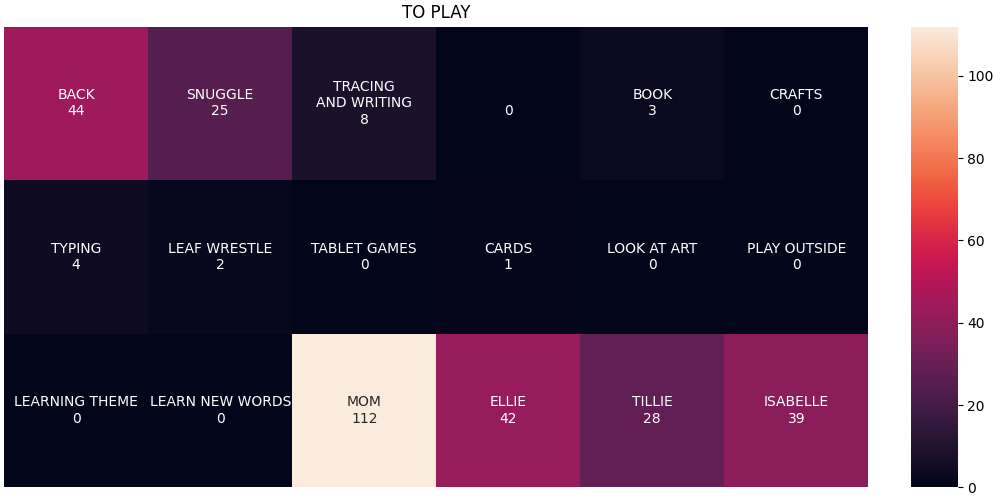 TO PLAY
BACK
44
SNUGGLE
25
TRACING
AND WRITING
8
0
BOOK
3
CRAFTS
0
TYPING
4
LEAF WRESTLE
2
TABLET GAMES
0
CARDS
1
LOOK AT ART
0
PLAY OUTSIDE
0
LEARNING THEME
0
LEARN NEW WORDS
0
MOM
112
ELLIE
42
TILLIE
28
ISABELLE
39
100
80
60
40
20
0